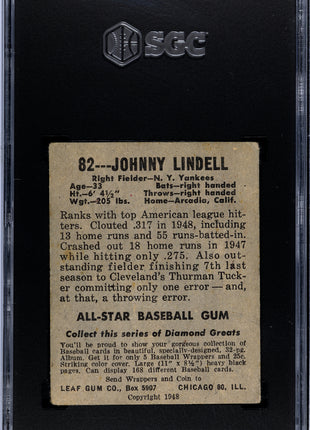 SGC
82---JOHNNY LINDELL
Right Fielder—N. Y. Yankees
Age—33 Bats—right handed
Ht.-6' 4½" Throws—right handed
Wgt.-205 lbs. Home—Arcadia, Calif.
Ranks with top American league hit-
ters. Clouted .317 in 1948, including
13 home runs and 55 runs-batted-in.
Crashed out 18 home runs in 1947
while hitting only .275. Also out-
standing fielder finishing 7th last
season to Cleveland's Thurman Tuck-
er committing only one error—and,
at that, a throwing error.
ALL-STAR BASEBALL GUM
Collect this series of Diamond Greats
You'll be proud to show your gorgeous collection of
Baseball cards in beautiful, specially-designed, 32-pg.
Album. Get it for only 5 Baseball Wrappers and 25c.
Striking color cover. Large (11" x 8½") handy size.
Can display 168 different Baseball cards.
Send Wrappers and Coin to
LEAF GUM CO., Box 5907 CHICAGO 80, ILL.
Copyright 1948